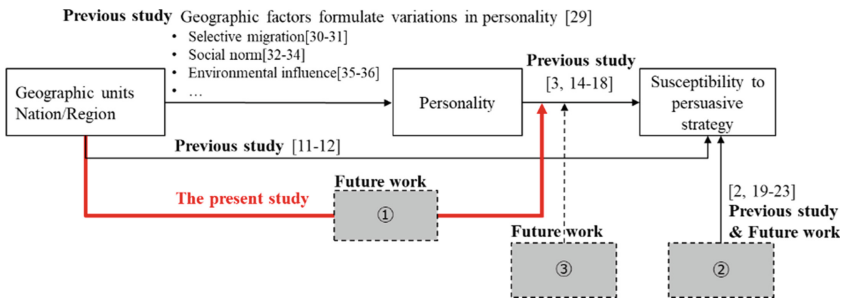 Previous study Geographic factors formulate variations in personality [29]
• Selective migration[30-31]
• Social norm[32-34]
• Environmental influence[35-36]
• ...
Geographic units
Nation/Region
Personality
Previous study
[3, 14-18]
Susceptibility to
persuasive
strategy
Previous study [11-12]
The present study
Future work
①
Future work
③
[2, 19-23]
Previous study
& Future work
②